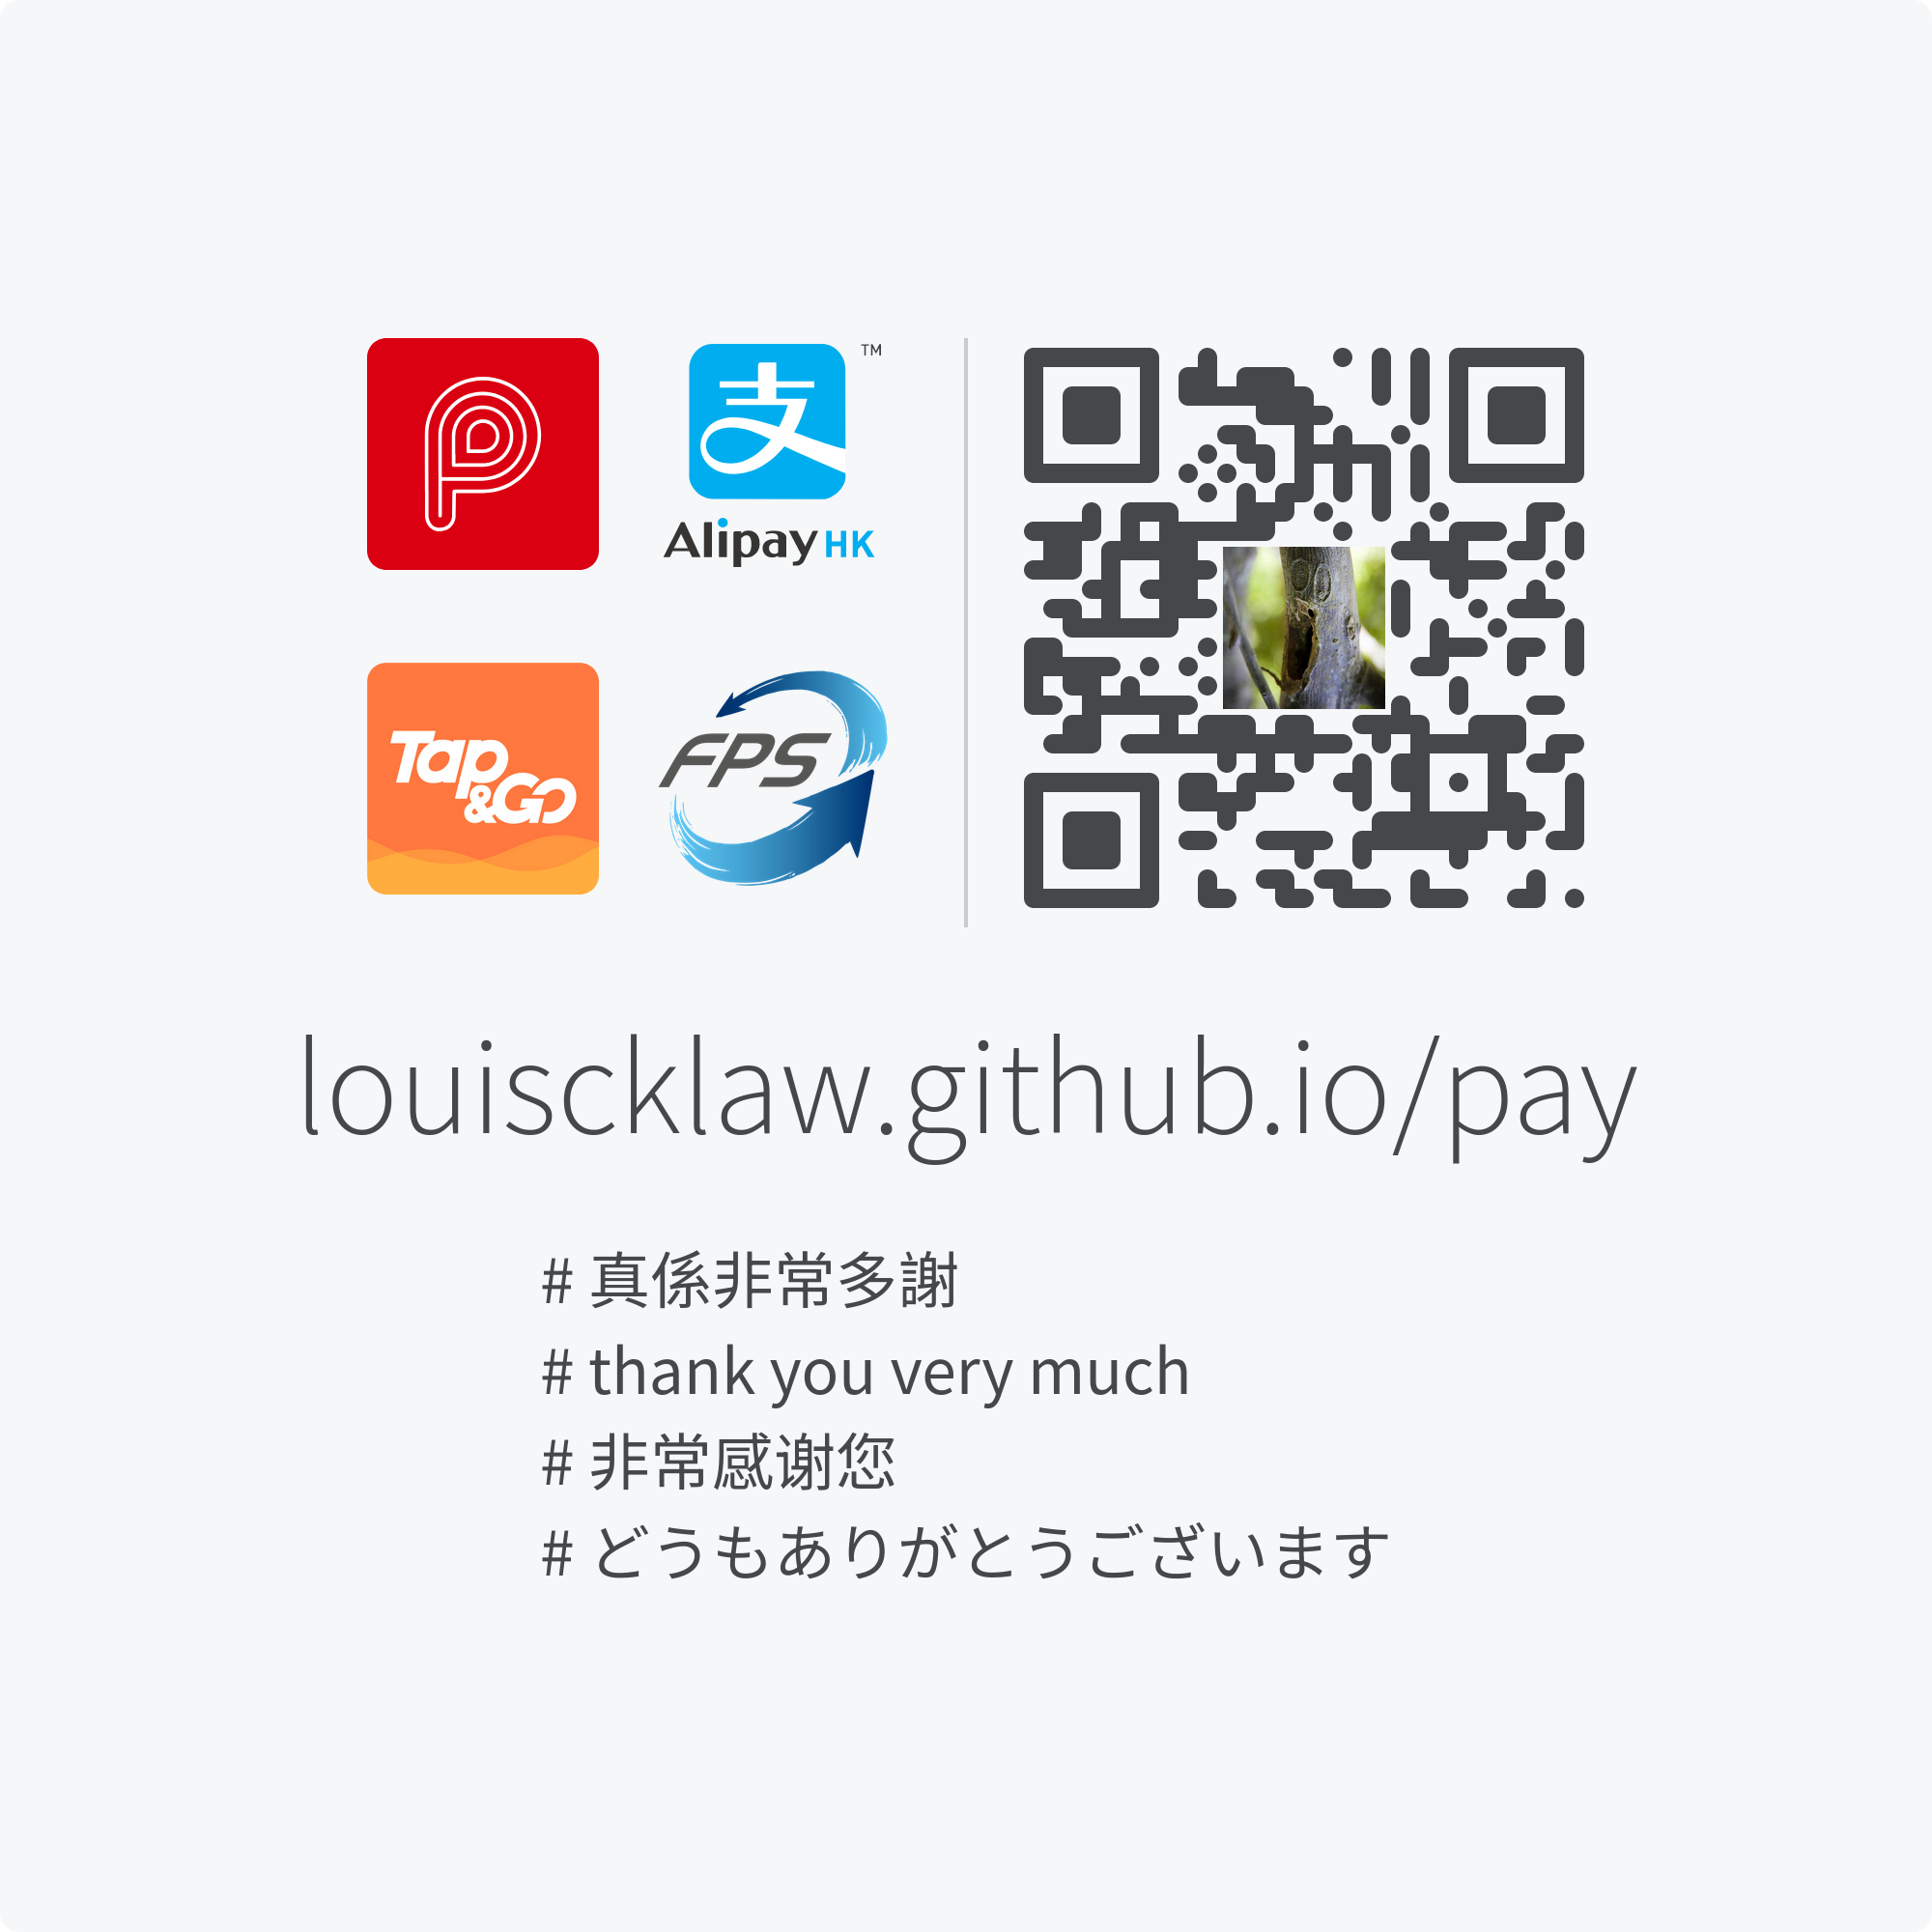 TM
支
Alipay HK
Tap
&GO
FPS
louiscklaw.github.io/pay
# 真係非常多謝
# thank you very much
# 非常感谢您
# どうもありがとうございます